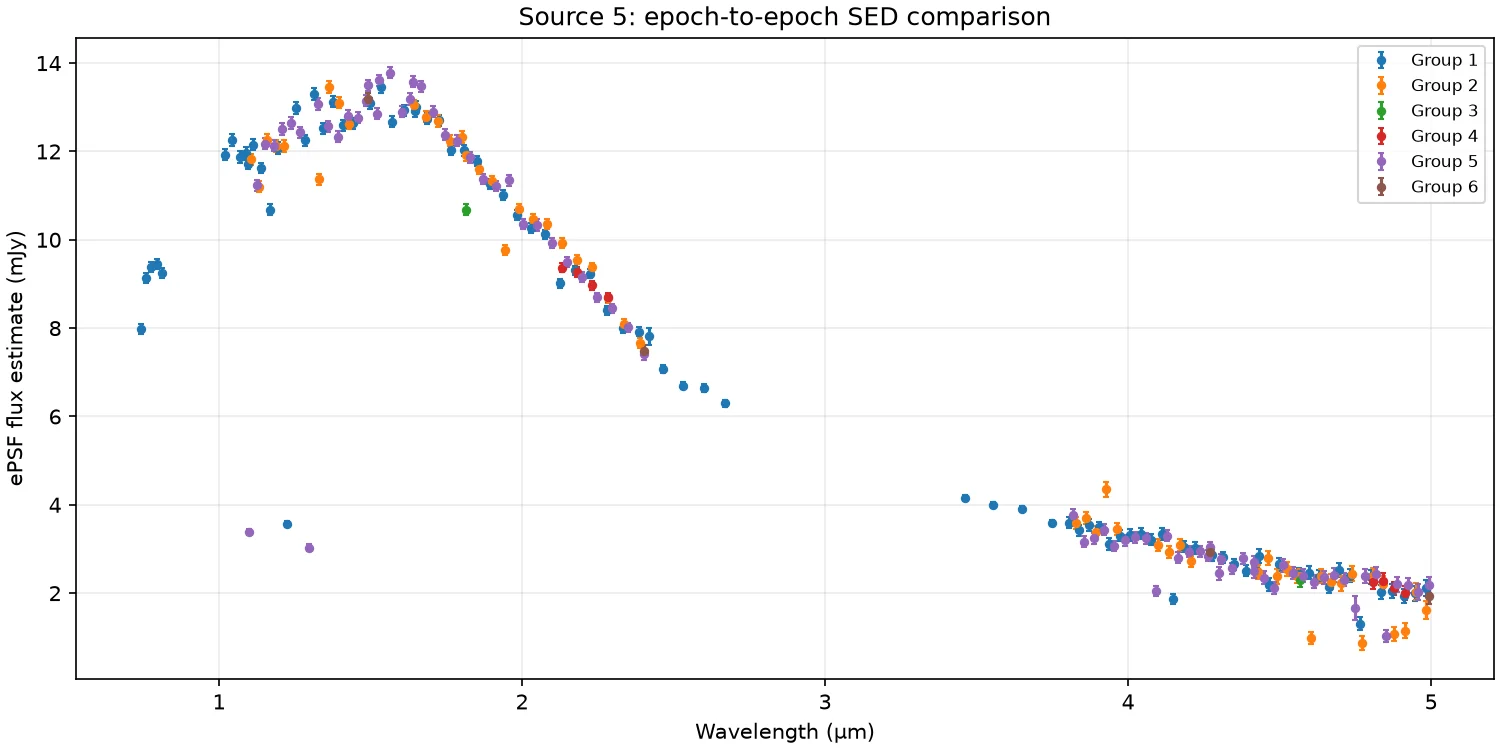 Source 5: epoch-to-epoch SED comparison
ePSF flux estimate (mJy)
14
12
10
8
6
4
2
Group 1
Group 2
Group 3
Group 4
Group 5
Group 6
1 2 3 4 5
Wavelength (μm)